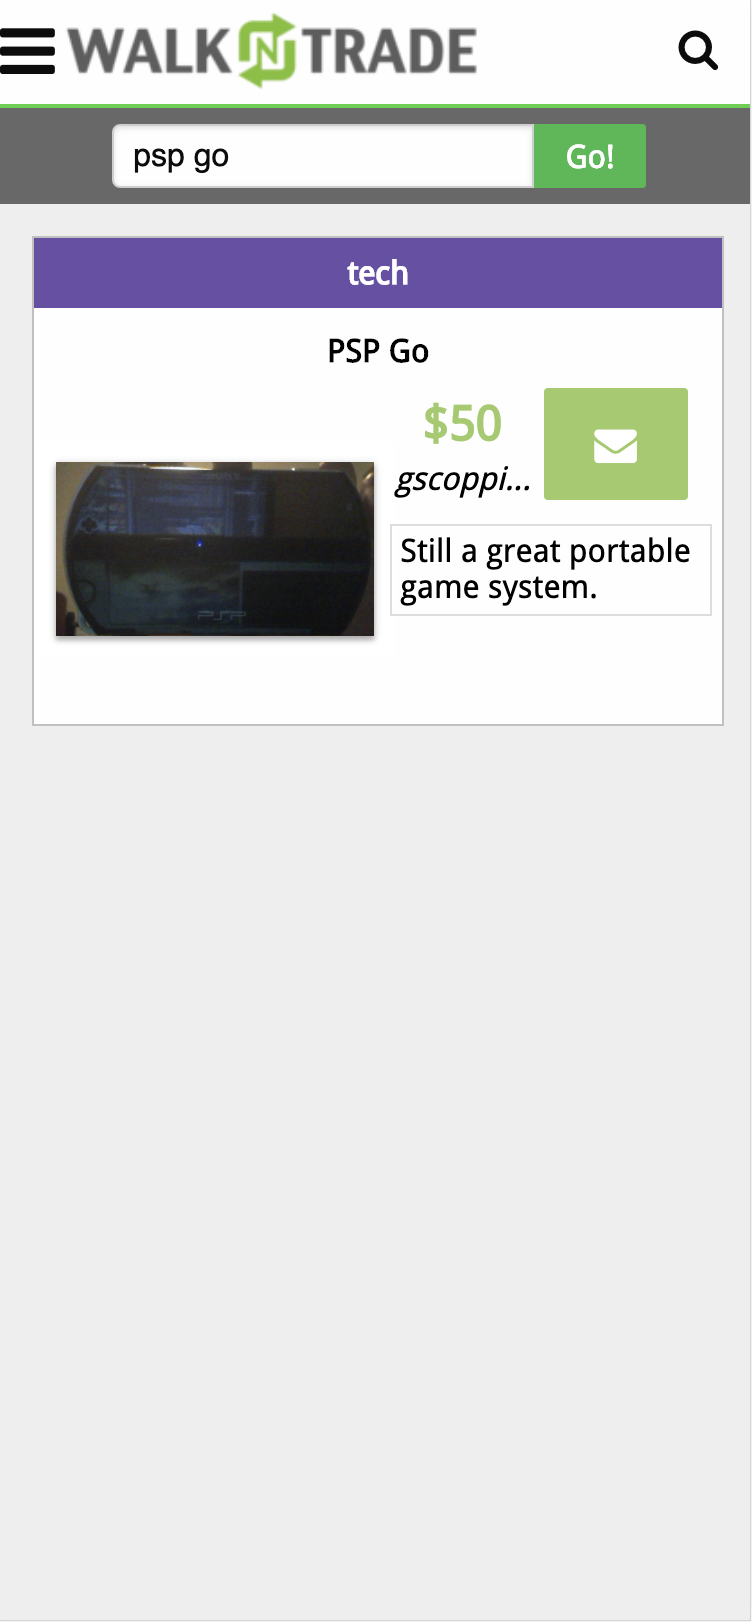 WALK N TRADE
psp go
Go!
tech
PSP Go
$50
gscoppi...
Still a great portable
game system.
PSP